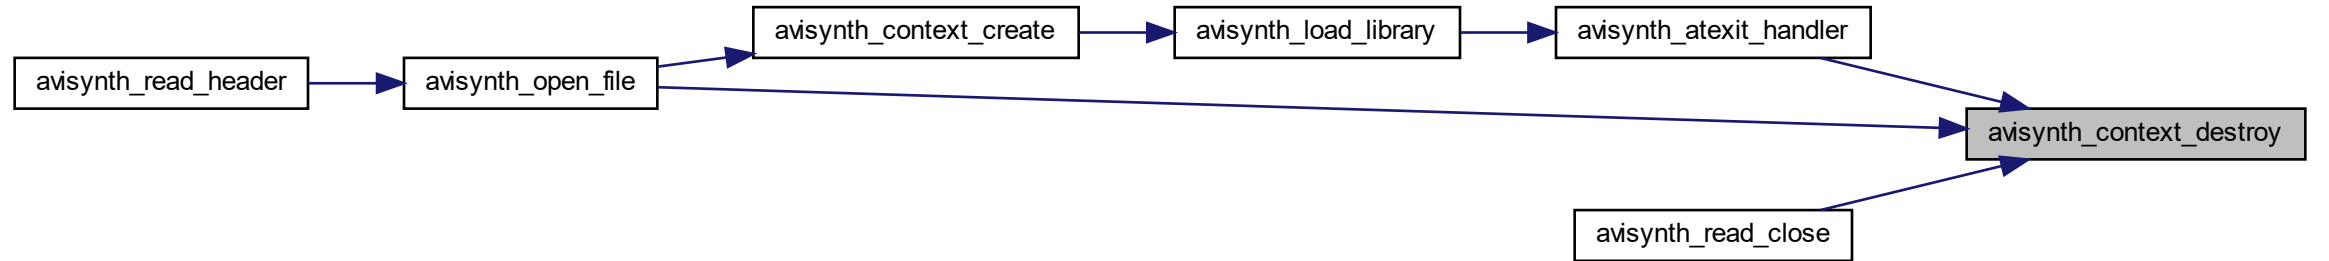 avisynth_context_create
avisynth_load_library
avisynth_atexit_handler
avisynth_read_header
avisynth_open_file
avisynth_context_destroy
avisynth_read_close